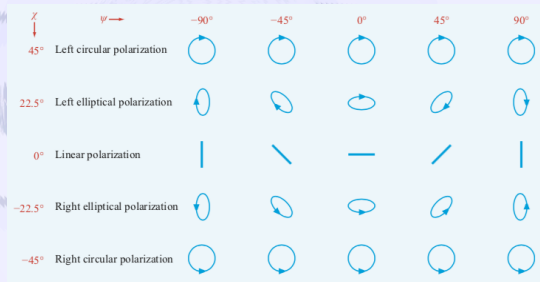 χ ψ −90° −45° 0° 45° 90°
45° Left circular polarization
22.5° Left elliptical polarization
0° Linear polarization
−22.5° Right elliptical polarization
−45° Right circular polarization